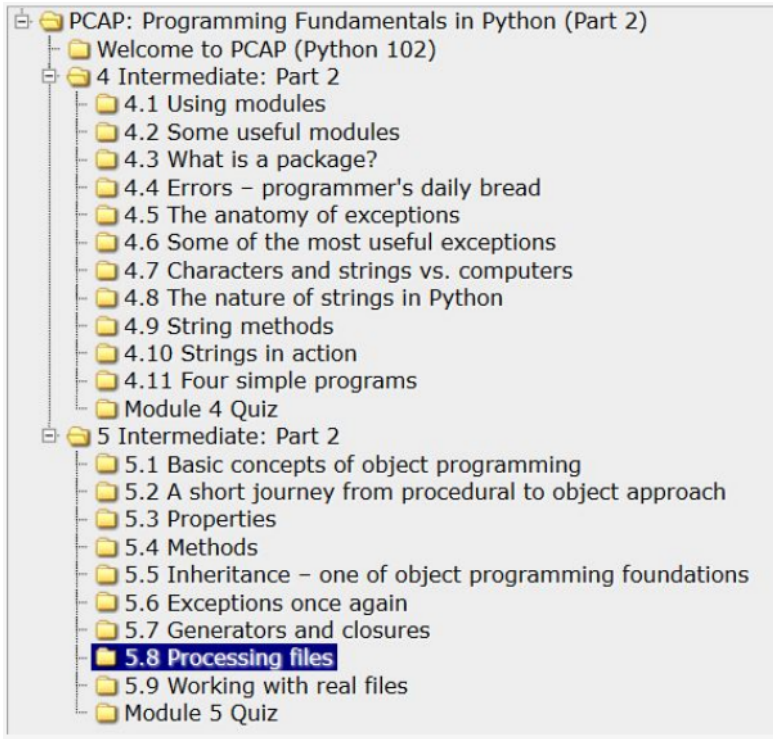 PCAP: Programming Fundamentals in Python (Part 2)
Welcome to PCAP (Python 102)
4 Intermediate: Part 2
4.1 Using modules
4.2 Some useful modules
4.3 What is a package?
4.4 Errors – programmer's daily bread
4.5 The anatomy of exceptions
4.6 Some of the most useful exceptions
4.7 Characters and strings vs. computers
4.8 The nature of strings in Python
4.9 String methods
4.10 Strings in action
4.11 Four simple programs
Module 4 Quiz
5 Intermediate: Part 2
5.1 Basic concepts of object programming
5.2 A short journey from procedural to object approach
5.3 Properties
5.4 Methods
5.5 Inheritance – one of object programming foundations
5.6 Exceptions once again
5.7 Generators and closures
5.8 Processing files
5.9 Working with real files
Module 5 Quiz